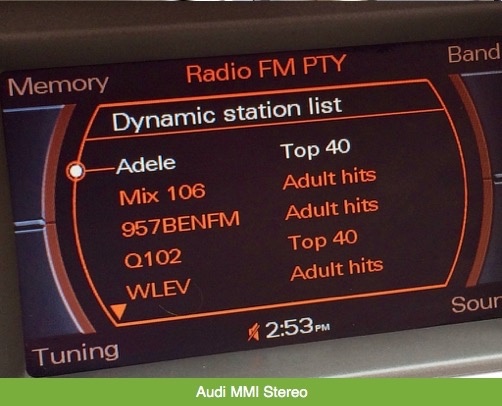 Memory
Radio FM PTY
Band
Dynamic station list
Adele Top 40
Mix 106 Adult hits
957BENFM Adult hits
Q102 Top 40
WLEV Adult hits
2:53PM
Tuning
Soun
Audi MMI Stereo